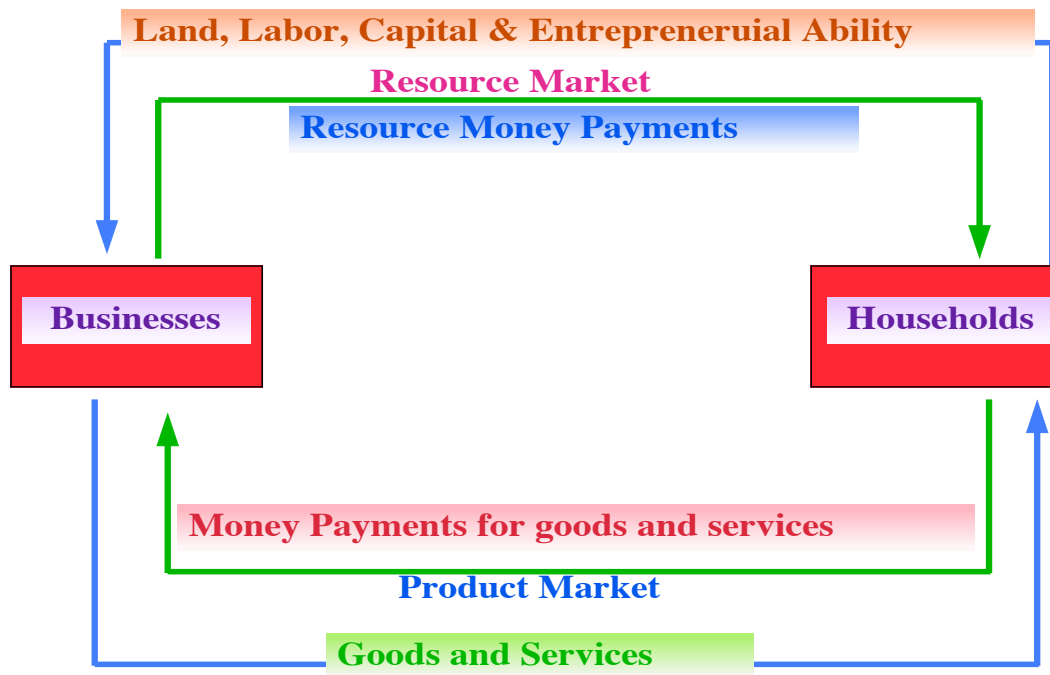 Land, Labor, Capital & Entrepreneruial Ability
Resource Market
Resource Money Payments
Businesses
Households
Money Payments for goods and services
Product Market
Goods and Services